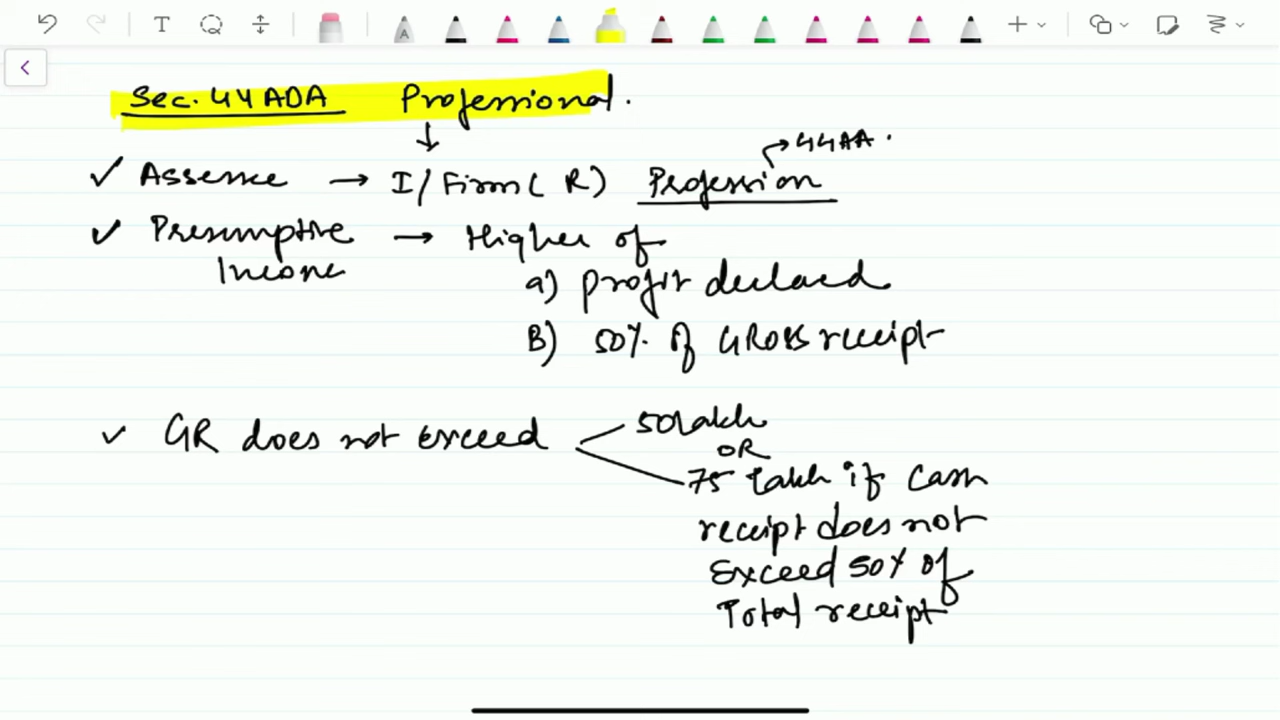 Sec. 44ADA Professional.
→ 44AA.
✓ Assesse → I/Firm( R) Profession
✓ Presumptive → Higher of
Income
a) profit declared
B) 50% of GROSS receipt
✓ GR does not exceed
50lakh
OR
75 lakh if cash
receipt does not
Exceed 50% of
Total receipt